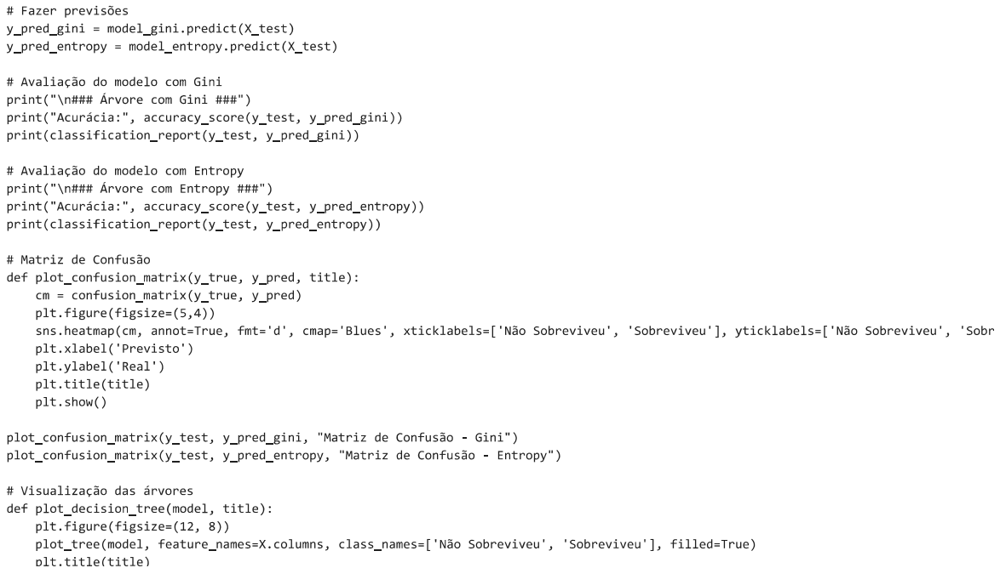 # Fazer previsões
y_pred_gini = model_gini.predict(X_test)
y_pred_entropy = model_entropy.predict(X_test)

# Avaliação do modelo com Gini
print("\n### Árvore com Gini ###")
print("Acurácia:", accuracy_score(y_test, y_pred_gini))
print(classification_report(y_test, y_pred_gini))

# Avaliação do modelo com Entropy
print("\n### Árvore com Entropy ###")
print("Acurácia:", accuracy_score(y_test, y_pred_entropy))
print(classification_report(y_test, y_pred_entropy))

# Matriz de Confusão
def plot_confusion_matrix(y_true, y_pred, title):
    cm = confusion_matrix(y_true, y_pred)
    plt.figure(figsize=(5,4))
    sns.heatmap(cm, annot=True, fmt='d', cmap='Blues', xticklabels=['Não Sobreviveu', 'Sobreviveu'], yticklabels=['Não Sobreviveu', 'Sobr
    plt.xlabel('Previsto')
    plt.ylabel('Real')
    plt.title(title)
    plt.show()

plot_confusion_matrix(y_test, y_pred_gini, "Matriz de Confusão - Gini")
plot_confusion_matrix(y_test, y_pred_entropy, "Matriz de Confusão - Entropy")

# Visualização das árvores
def plot_decision_tree(model, title):
    plt.figure(figsize=(12, 8))
    plot_tree(model, feature_names=X.columns, class_names=['Não Sobreviveu', 'Sobreviveu'], filled=True)
    plt.title(title)